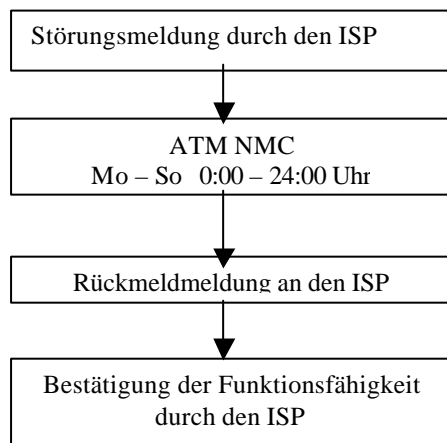 Störungsmeldung durch den ISP
ATM NMC
Mo – So 0:00 – 24:00 Uhr
Rückmeldmeldung an den ISP
Bestätigung der Funktionsfähigkeit
durch den ISP